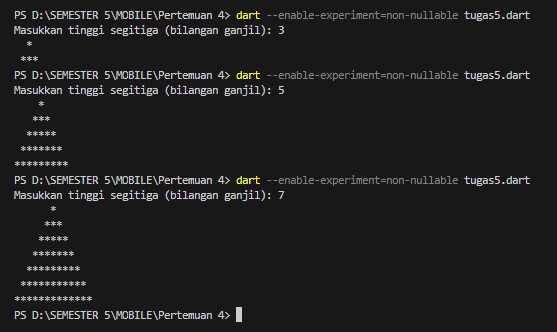 PS D:\SEMESTER 5\MOBILE\Pertemuan 4> dart --enable-experiment=non-nullable tugas5.dart
Masukkan tinggi segitiga (bilangan ganjil): 3
  *
 ***
PS D:\SEMESTER 5\MOBILE\Pertemuan 4> dart --enable-experiment=non-nullable tugas5.dart
Masukkan tinggi segitiga (bilangan ganjil): 5
    *
   ***
  *****
 *******
*********
PS D:\SEMESTER 5\MOBILE\Pertemuan 4> dart --enable-experiment=non-nullable tugas5.dart
Masukkan tinggi segitiga (bilangan ganjil): 7
      *
     ***
    *****
   *******
  *********
 ***********
*************
PS D:\SEMESTER 5\MOBILE\Pertemuan 4>